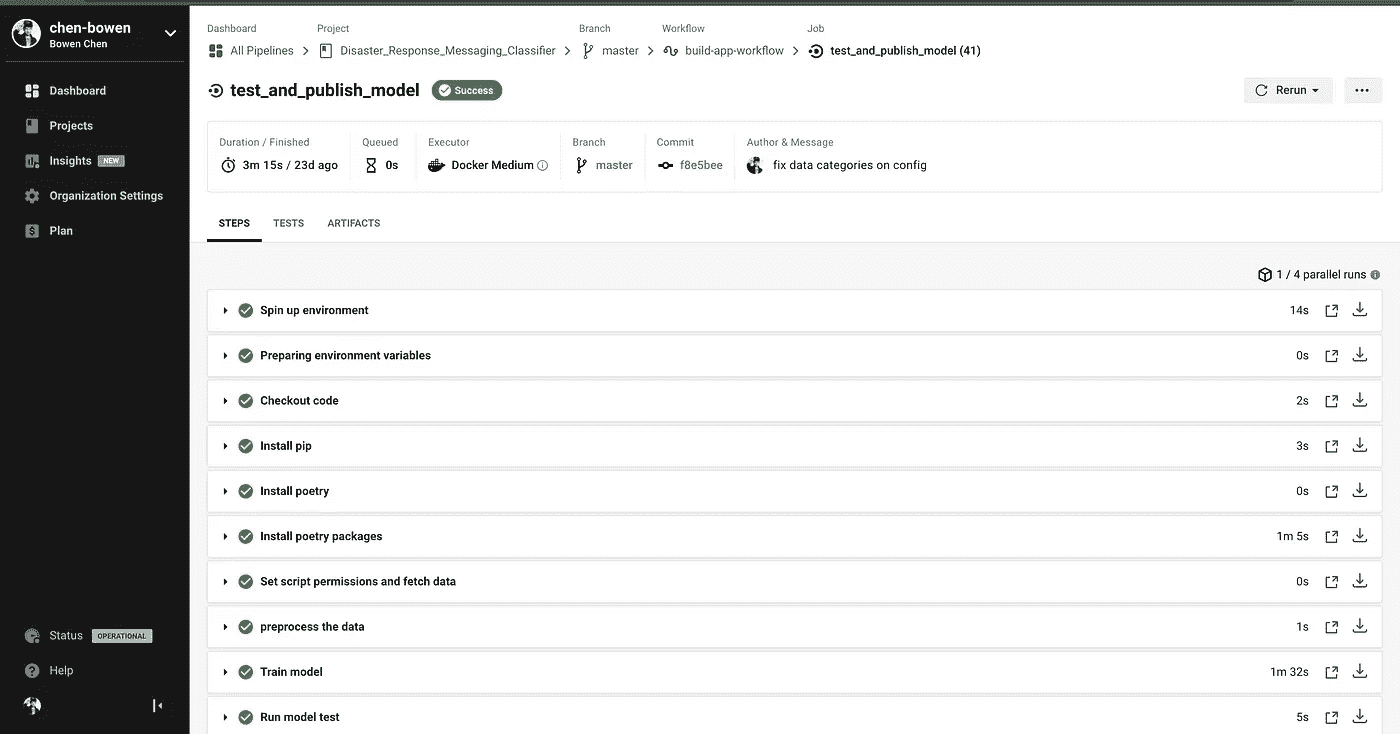 chen-bowen
Bowen Chen
Dashboard
Projects
Insights NEW
Organization Settings
Plan
Status OPERATIONAL
Help
Dashboard Project Branch Workflow Job
All Pipelines Disaster_Response_Messaging_Classifier master build-app-workflow test_and_publish_model (41)
test_and_publish_model Success
Rerun
Duration / Finished Queued Executor Branch Commit Author & Message
3m 15s / 23d ago 0s Docker Medium master f8e5bee fix data categories on config
STEPS TESTS ARTIFACTS
1 / 4 parallel runs
Spin up environment 14s
Preparing environment variables 0s
Checkout code 2s
Install pip 3s
Install poetry 0s
Install poetry packages 1m 5s
Set script permissions and fetch data 0s
preprocess the data 1s
Train model 1m 32s
Run model test 5s